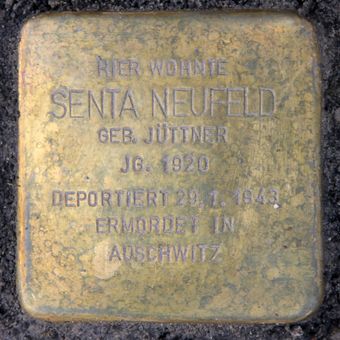 HIER WOHNTE
SENTA NEUFELD
GEB. JÜTTNER
JG. 1920
DEPORTIERT 29.1.1943
ERMORDET IN
AUSCHWITZ